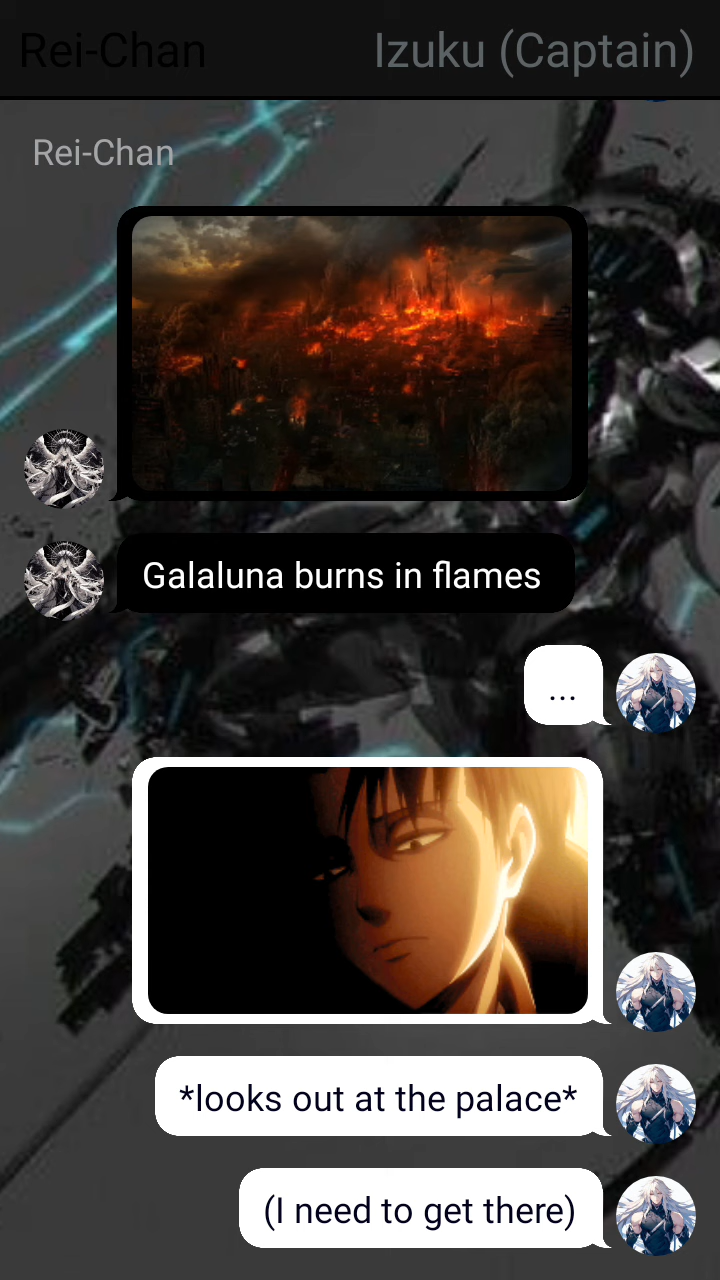 Rei-Chan
Izuku (Captain)
Rei-Chan
Galaluna burns in flames
...
*looks out at the palace*
(I need to get there)